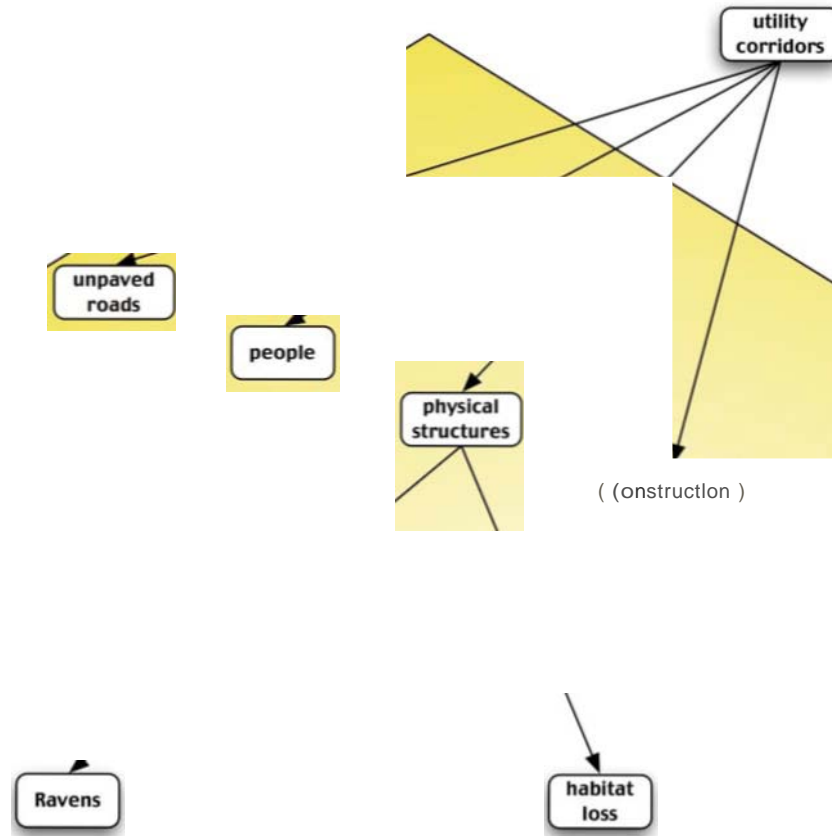 utility
corridors
unpaved
roads
people
physical
structures
( (onstructlon )
Ravens
habitat
loss